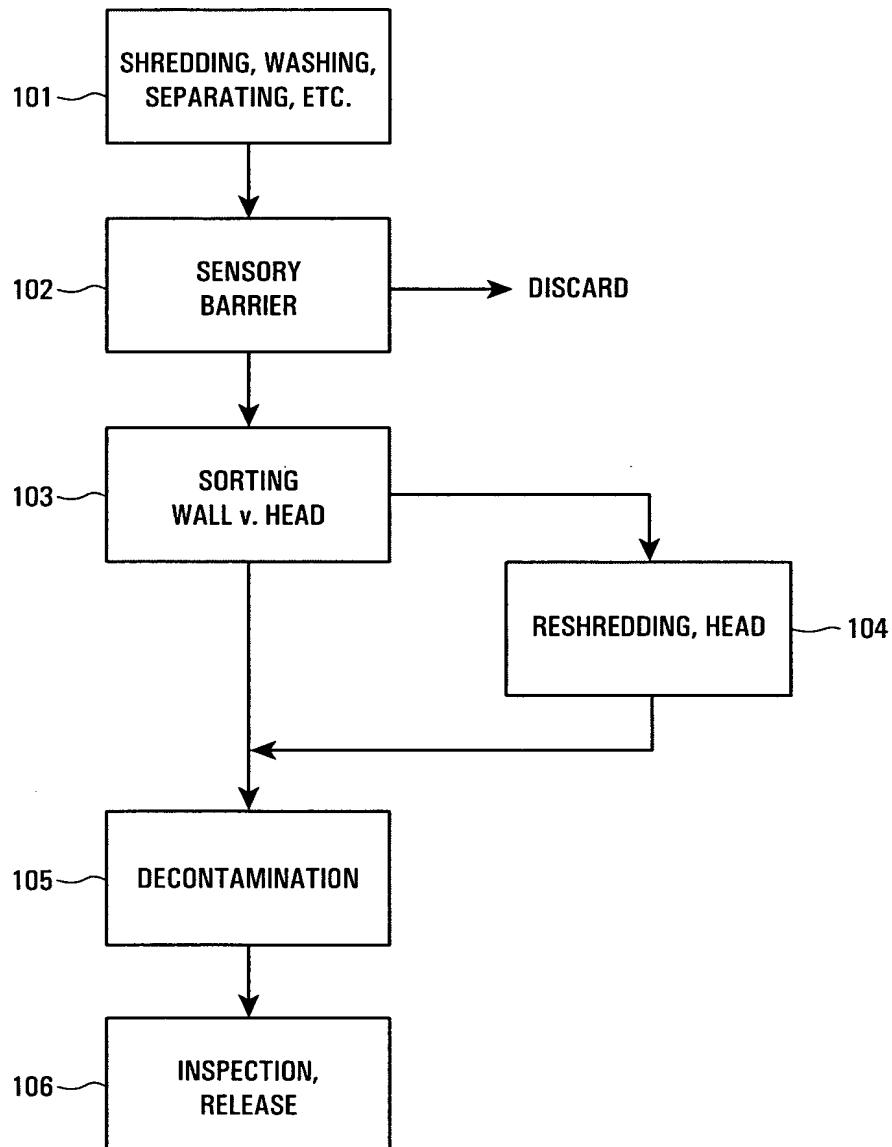 101
SHREDDING, WASHING,
SEPARATING, ETC.
102
SENSORY
BARRIER
DISCARD
103
SORTING
WALL v. HEAD
RESHREDDING, HEAD
104
105
DECONTAMINATION
106
INSPECTION,
RELEASE